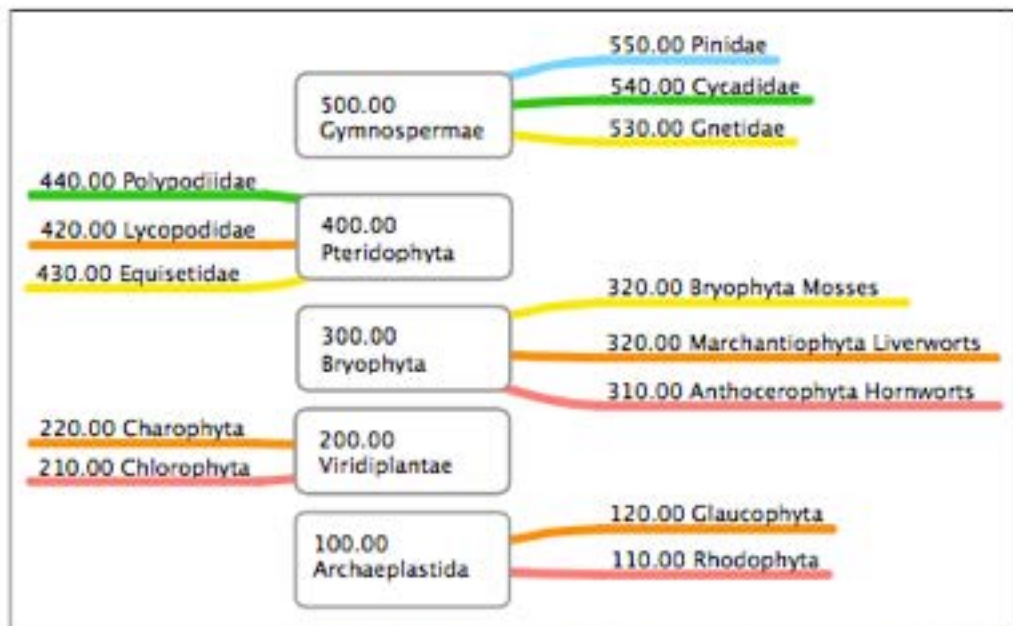 550.00 Pinidae
500.00
Gymnospermae
540.00 Cycadidae
530.00 Gnetidae
440.00 Polypodiidae
420.00 Lycopodidae
430.00 Equisetidae
400.00
Pteridophyta
320.00 Bryophyta Mosses
300.00
Bryophyta
320.00 Marchantiophyta Liverworts
310.00 Anthocerophyta Hornworts
220.00 Charophyta
210.00 Chlorophyta
200.00
Viridiplantae
120.00 Glaucophyta
100.00
Archaeplastida
110.00 Rhodophyta